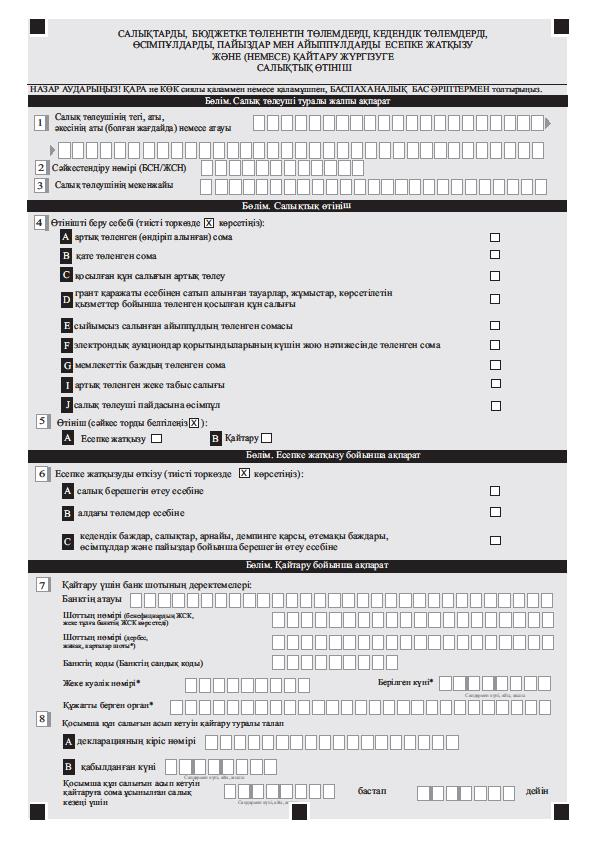 САЛЫҚТАРДЫ, БЮДЖЕТКЕ ТӨЛЕНЕТІН ТӨЛЕМДЕРДІ, КЕДЕНДІК ТӨЛЕМДЕРДІ,
ӨСІМПҰЛДАРДЫ, ПАЙЫЗДАР МЕН АЙЫППҰЛДАРДЫ ЕСЕПКЕ ЖАТҚЫЗУ
ЖӘНЕ (НЕМЕСЕ) ҚАЙТАРУ ЖҮРГІЗУГЕ
САЛЫҚТЫҚ ӨТІНІШ
НАЗАР АУДАРЫҢЫЗ! ҚАРА не КӨК сиялы қаламмен немесе қаламұшпен, БАСПАХАНАЛЫҚ БАС ӘРІПТЕРМЕН толтырыңыз.
Бөлім. Салық төлеуші туралы жалпы ақпарат
1 Салық төлеушінің тегі, аты,
әкесінің аты (болған жағдайда) немесе атауы
2 Сәйкестендіру нөмірі (БСН/ЖСН)
3 Салық төлеушінің мекенжайы
Бөлім. Салықтық өтініш
4 Өтінішті беру себебі (тиісті торкөзде X көрсетіңіз):
A артық төленген (өндіріп алынған) сома
B қате төленген сома
C қосылған құн салығын артық төлеу
D грант қаражаты есебінен сатып алынған тауарлар, жұмыстар, көрсетілетін
қызметтер бойынша төленген қосылған құн салығы
E сыйымсыз салынған айыппұлдың төленген сомасы
F электрондық аукциондар қорытындыларының күшін жою нәтижесінде төленген сома
G мемлекеттік баждың төленген сома
I артық төленген жеке табыс салығы
J салық төлеуші пайдасына өсімпұл
5 Өтініш (сәйкес торды белгілеңіз X ):
A Есепке жатқызу B Қайтару
Бөлім. Есепке жатқызу бойынша ақпарат
6 Есепке жатқызуды өткізу (тиісті торкөзде X көрсетіңіз):
A салық берешегін өтеу есебіне
B алдағы төлемдер есебіне
C кедендік баждар, салықтар, арнайы, демпингке қарсы, өтемақы баждары,
өсімпұлдар және пайыздар бойынша берешегін өтеу есебіне
Бөлім. Қайтару бойынша ақпарат
7 Қайтару үшін банк шотының деректемелері:
Банктің атауы
Шоттың нөмірі (бенефициардың ЖСК,
жеке тұлға банктің ЖСК көрсетеді)
Шоттың нөмірі (дербес,
жинақ, карталар шоты*)
Банктің коды (Банктің сандық коды)
Жеке куәлік нөмірі* Берілген күні*
Құжатты берген орган*
8 Қосымша құн салығын асып кетуін қайтару туралы талап
A декларацияның кіріс нөмірі
B қабылданған күні
Қосымша құн салығын асып кетуін
қайтаруға сома ұсынылған салық
кезеңі үшін бастап дейін